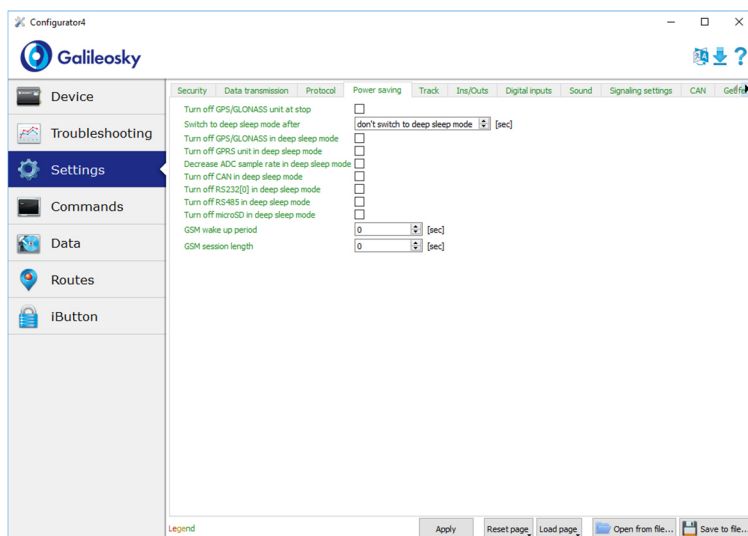 Configurator4
Galileosky
Device
Troubleshooting
Settings
Commands
Data
Routes
iButton
Security Data transmission Protocol Power saving Track Ins/Outs Digital inputs Sound Signaling settings CAN
Turn off GPS/GLONASS unit at stop
Switch to deep sleep mode after don't switch to deep sleep mode [sec]
Turn off GPS/GLONASS in deep sleep mode
Turn off GPRS unit in deep sleep mode
Decrease ADC sample rate in deep sleep mode
Turn off CAN in deep sleep mode
Turn off RS232[0] in deep sleep mode
Turn off RS485 in deep sleep mode
Turn off microSD in deep sleep mode
GSM wake up period 0 [sec]
GSM session length 0 [sec]
Legend Apply Reset page Load page Open from file... Save to file...